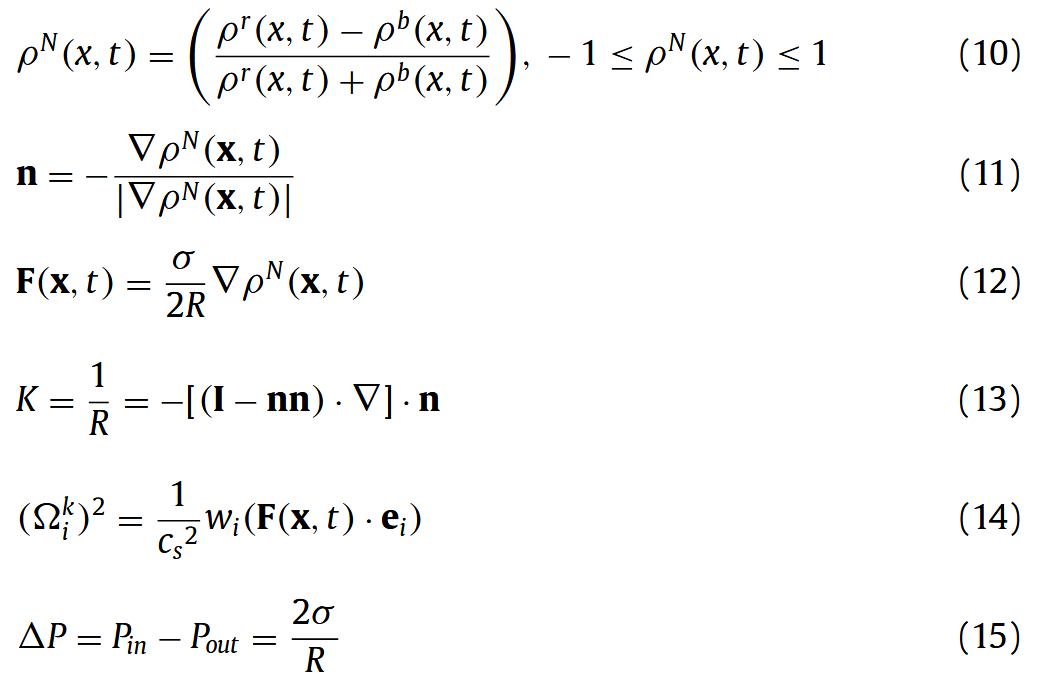 ρ^N(x, t) = ( (ρ^r(x, t) − ρ^b(x, t)) / (ρ^r(x, t) + ρ^b(x, t)) ), −1 ≤ ρ^N(x, t) ≤ 1 (10)
n = − ∇ρ^N(x, t) / |∇ρ^N(x, t)| (11)
F(x, t) = σ/2R ∇ρ^N(x, t) (12)
K = 1/R = −[(I − nn) · ∇] · n (13)
(Ω_i^k)^2 = 1/c_s^2 w_i(F(x, t) · e_i) (14)
ΔP = P_in − P_out = 2σ/R (15)